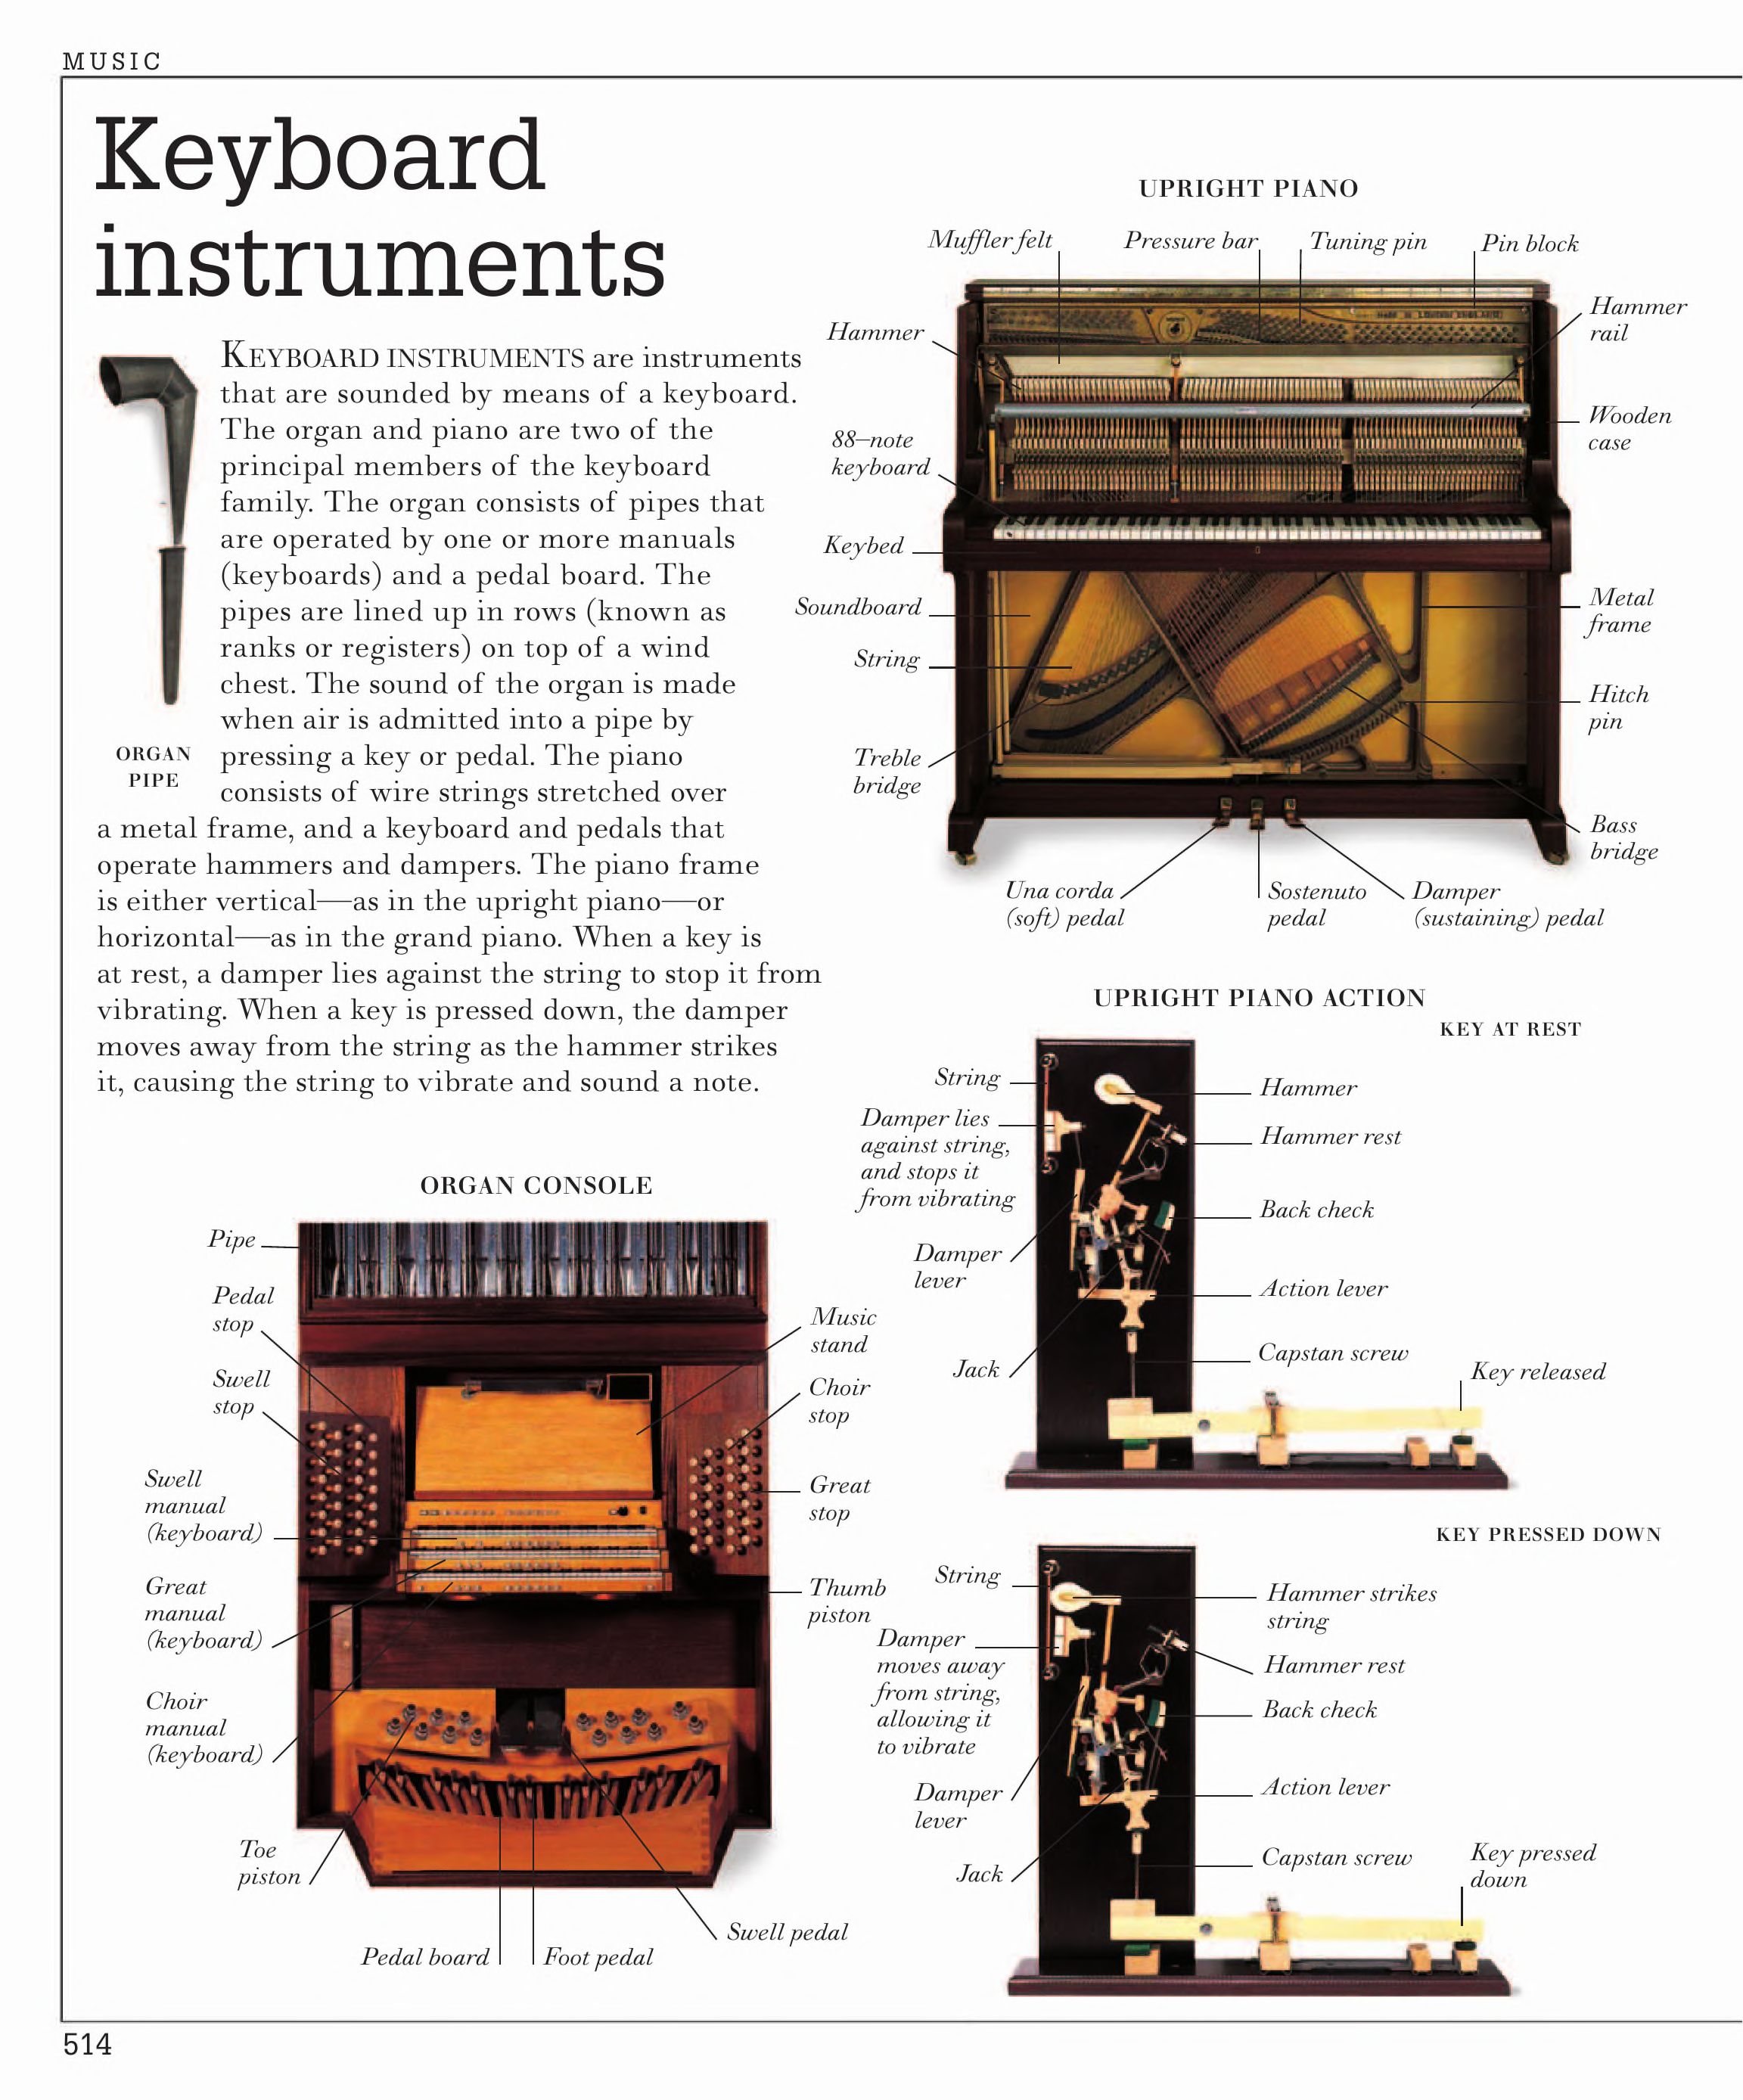 MUSIC
Keyboard
instruments
KEYBOARD INSTRUMENTS are instruments
that are sounded by means of a keyboard.
The organ and piano are two of the
principal members of the keyboard
family. The organ consists of pipes that
are operated by one or more manuals
(keyboards) and a pedal board. The
pipes are lined up in rows (known as
ranks or registers) on top of a wind
chest. The sound of the organ is made
when air is admitted into a pipe by
pressing a key or pedal. The piano
consists of wire strings stretched over
a metal frame, and a keyboard and pedals that
operate hammers and dampers. The piano frame
is either vertical—as in the upright piano—or
horizontal—as in the grand piano. When a key is
at rest, a damper lies against the string to stop it from
vibrating. When a key is pressed down, the damper
moves away from the string as the hammer strikes
it, causing the string to vibrate and sound a note.
ORGAN
PIPE
UPRIGHT PIANO
Muffler felt
Pressure bar
Tuning pin
Pin block
Hammer
rail
Wooden
case
Metal
frame
Hitch
pin
Bass
bridge
Hammer
88–note
keyboard
Keybed
Soundboard
String
Treble
bridge
Una corda
(soft) pedal
Sostenuto
pedal
Damper
(sustaining) pedal
UPRIGHT PIANO ACTION
KEY AT REST
String
Damper lies
against string,
and stops it
from vibrating
Damper
lever
Jack
Hammer
Hammer rest
Back check
Action lever
Capstan screw
Key released
KEY PRESSED DOWN
String
Damper
moves away
from string,
allowing it
to vibrate
Damper
lever
Jack
Hammer strikes
string
Hammer rest
Back check
Action lever
Capstan screw
Key pressed
down
ORGAN CONSOLE
Pipe
Pedal
stop
Swell
stop
Swell
manual
(keyboard)
Great
manual
(keyboard)
Choir
manual
(keyboard)
Toe
piston
Pedal board
Foot pedal
Swell pedal
Music
stand
Choir
stop
Great
stop
Thumb
piston
514